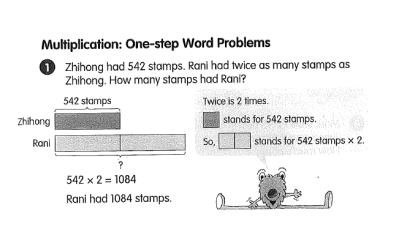 Multiplication: One-step Word Problems
1 Zhihong had 542 stamps. Rani had twice as many stamps as
Zhihong. How many stamps had Rani?
542 stamps
Zhihong
Rani
?
542 × 2 = 1084
Rani had 1084 stamps.
Twice is 2 times.
stands for 542 stamps.
So, stands for 542 stamps × 2.